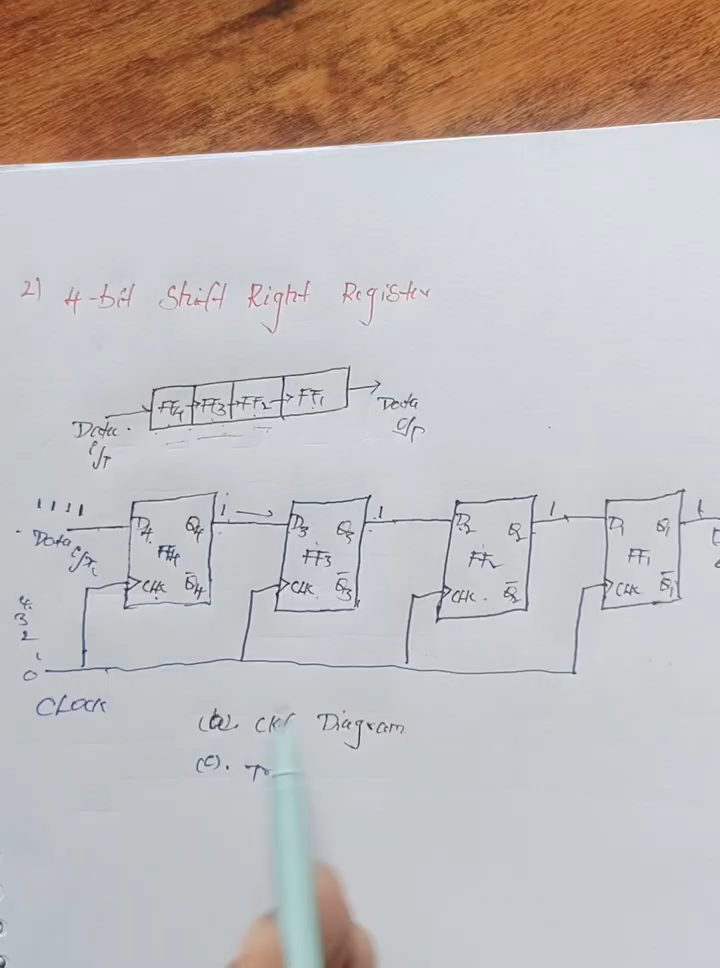 2) 4-bit Shift Right Register
FF4 FF3 FF2 FF1
Data I/P
Data O/P
1 1 1 1
Data I/P
D4 Q4 1 D3 Q3 1 D2 Q2 1 D1 Q1 1
FF4 FF3 FF2 FF1
CLK Q̅4 CLK Q̅3 CLK Q̅2 CLK Q̅1
4
3
2
1
0
CLOCK
(b). CKT Diagram
(c).